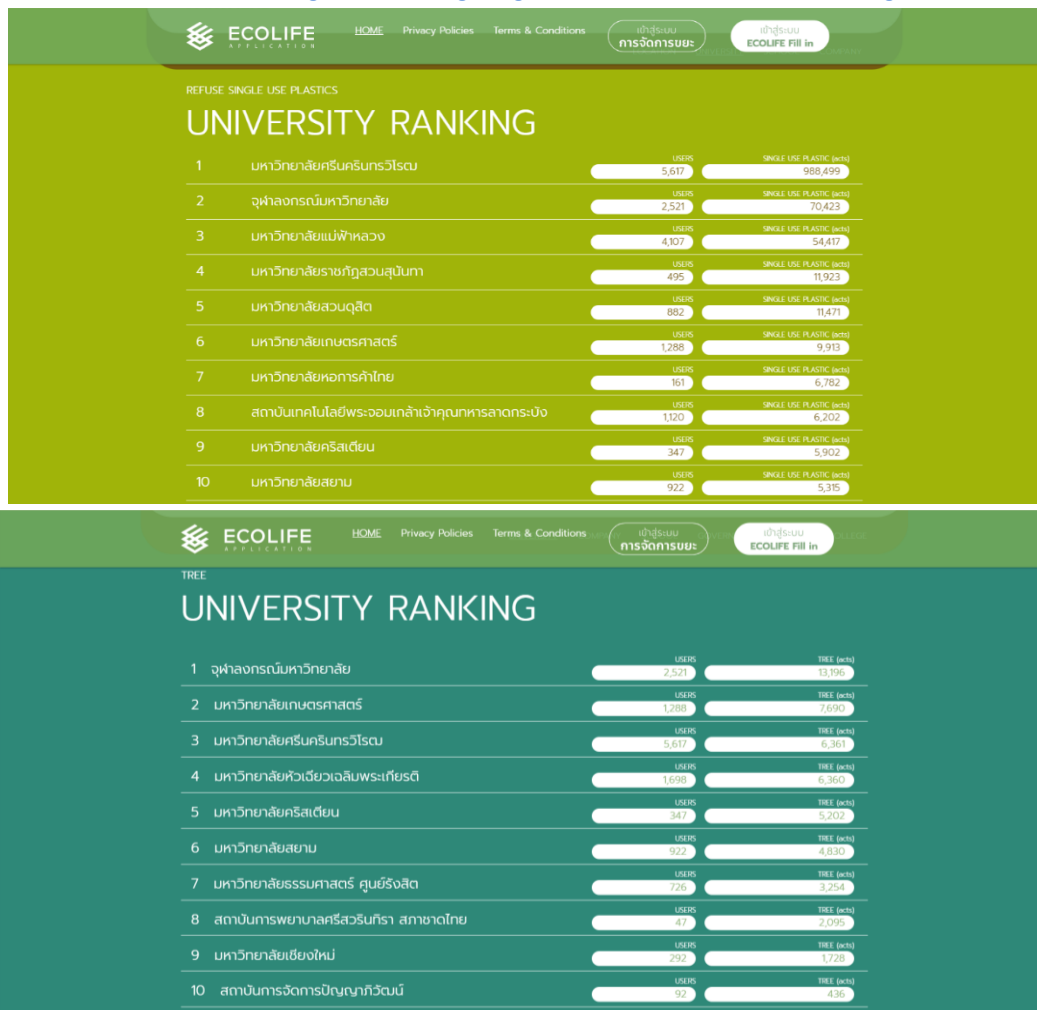 ECOLIFE
APPLICATION
HOME Privacy Policies Terms & Conditions
เข้าสู่ระบบ
การจัดการขยะ
เข้าสู่ระบบ
ECOLIFE Fill in
REFUSE SINGLE USE PLASTICS
UNIVERSITY RANKING
USERS SINGLE USE PLASTIC (acts)
1 มหาวิทยาลัยศรีนครินทรวิโรฒ 5,617 988,499
USERS SINGLE USE PLASTIC (acts)
2 จุฬาลงกรณ์มหาวิทยาลัย 2,521 70,423
USERS SINGLE USE PLASTIC (acts)
3 มหาวิทยาลัยแม่ฟ้าหลวง 4,107 54,417
USERS SINGLE USE PLASTIC (acts)
4 มหาวิทยาลัยราชภัฏสวนสุนันทา 495 11,923
USERS SINGLE USE PLASTIC (acts)
5 มหาวิทยาลัยสวนดุสิต 882 11,471
USERS SINGLE USE PLASTIC (acts)
6 มหาวิทยาลัยเกษตรศาสตร์ 1,288 9,913
USERS SINGLE USE PLASTIC (acts)
7 มหาวิทยาลัยหอการค้าไทย 161 6,782
USERS SINGLE USE PLASTIC (acts)
8 สถาบันเทคโนโลยีพระจอมเกล้าเจ้าคุณทหารลาดกระบัง 1,120 6,202
USERS SINGLE USE PLASTIC (acts)
9 มหาวิทยาลัยคริสเตียน 347 5,902
USERS SINGLE USE PLASTIC (acts)
10 มหาวิทยาลัยสยาม 922 5,315
ECOLIFE
APPLICATION
HOME Privacy Policies Terms & Conditions
เข้าสู่ระบบ
การจัดการขยะ
เข้าสู่ระบบ
ECOLIFE Fill in
TREE
UNIVERSITY RANKING
USERS TREE (acts)
1 จุฬาลงกรณ์มหาวิทยาลัย 2,521 13,196
USERS TREE (acts)
2 มหาวิทยาลัยเกษตรศาสตร์ 1,288 7,690
USERS TREE (acts)
3 มหาวิทยาลัยศรีนครินทรวิโรฒ 5,617 6,361
USERS TREE (acts)
4 มหาวิทยาลัยหัวเฉียวเฉลิมพระเกียรติ 1,698 6,360
USERS TREE (acts)
5 มหาวิทยาลัยคริสเตียน 347 5,202
USERS TREE (acts)
6 มหาวิทยาลัยสยาม 922 4,830
USERS TREE (acts)
7 มหาวิทยาลัยธรรมศาสตร์ ศูนย์รังสิต 726 3,254
USERS TREE (acts)
8 สถาบันการพยาบาลศรีสวรินทิรา สภากาชาดไทย 47 2,095
USERS TREE (acts)
9 มหาวิทยาลัยเชียงใหม่ 292 1,728
USERS TREE (acts)
10 สถาบันการจัดการปัญญาภิวัฒน์ 92 436